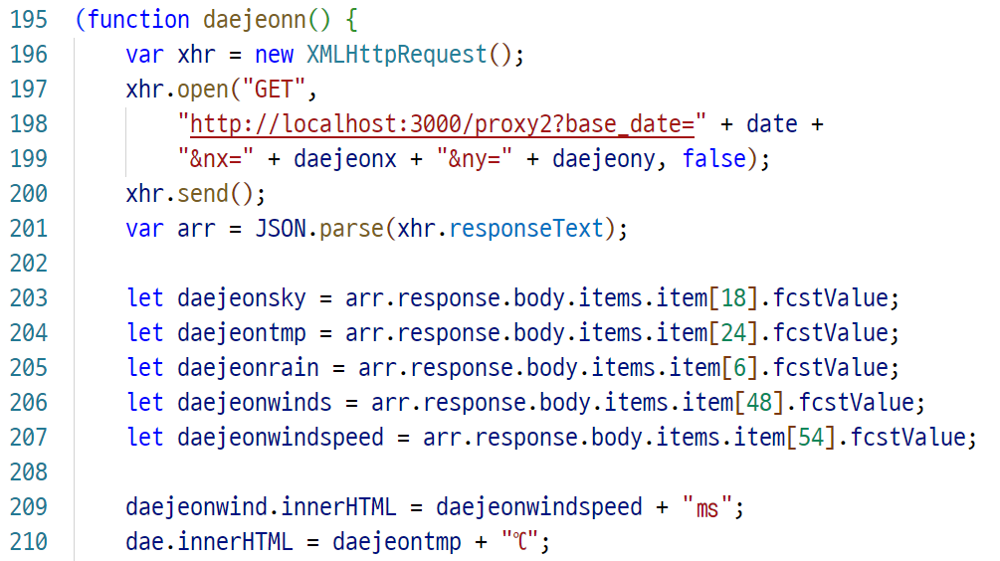 195 (function daejeonn() {
196 var xhr = new XMLHttpRequest();
197 xhr.open("GET",
198 "http://localhost:3000/proxy2?base_date=" + date +
199 "&nx=" + daejeonx + "&ny=" + daejeony, false);
200 xhr.send();
201 var arr = JSON.parse(xhr.responseText);
202
203 let daejeonsky = arr.response.body.items.item[18].fcstValue;
204 let daejeontmp = arr.response.body.items.item[24].fcstValue;
205 let daejeonrain = arr.response.body.items.item[6].fcstValue;
206 let daejeonwinds = arr.response.body.items.item[48].fcstValue;
207 let daejeonwindspeed = arr.response.body.items.item[54].fcstValue;
208
209 daejeonwind.innerHTML = daejeonwindspeed + "㎳";
210 dae.innerHTML = daejeontmp + "℃";